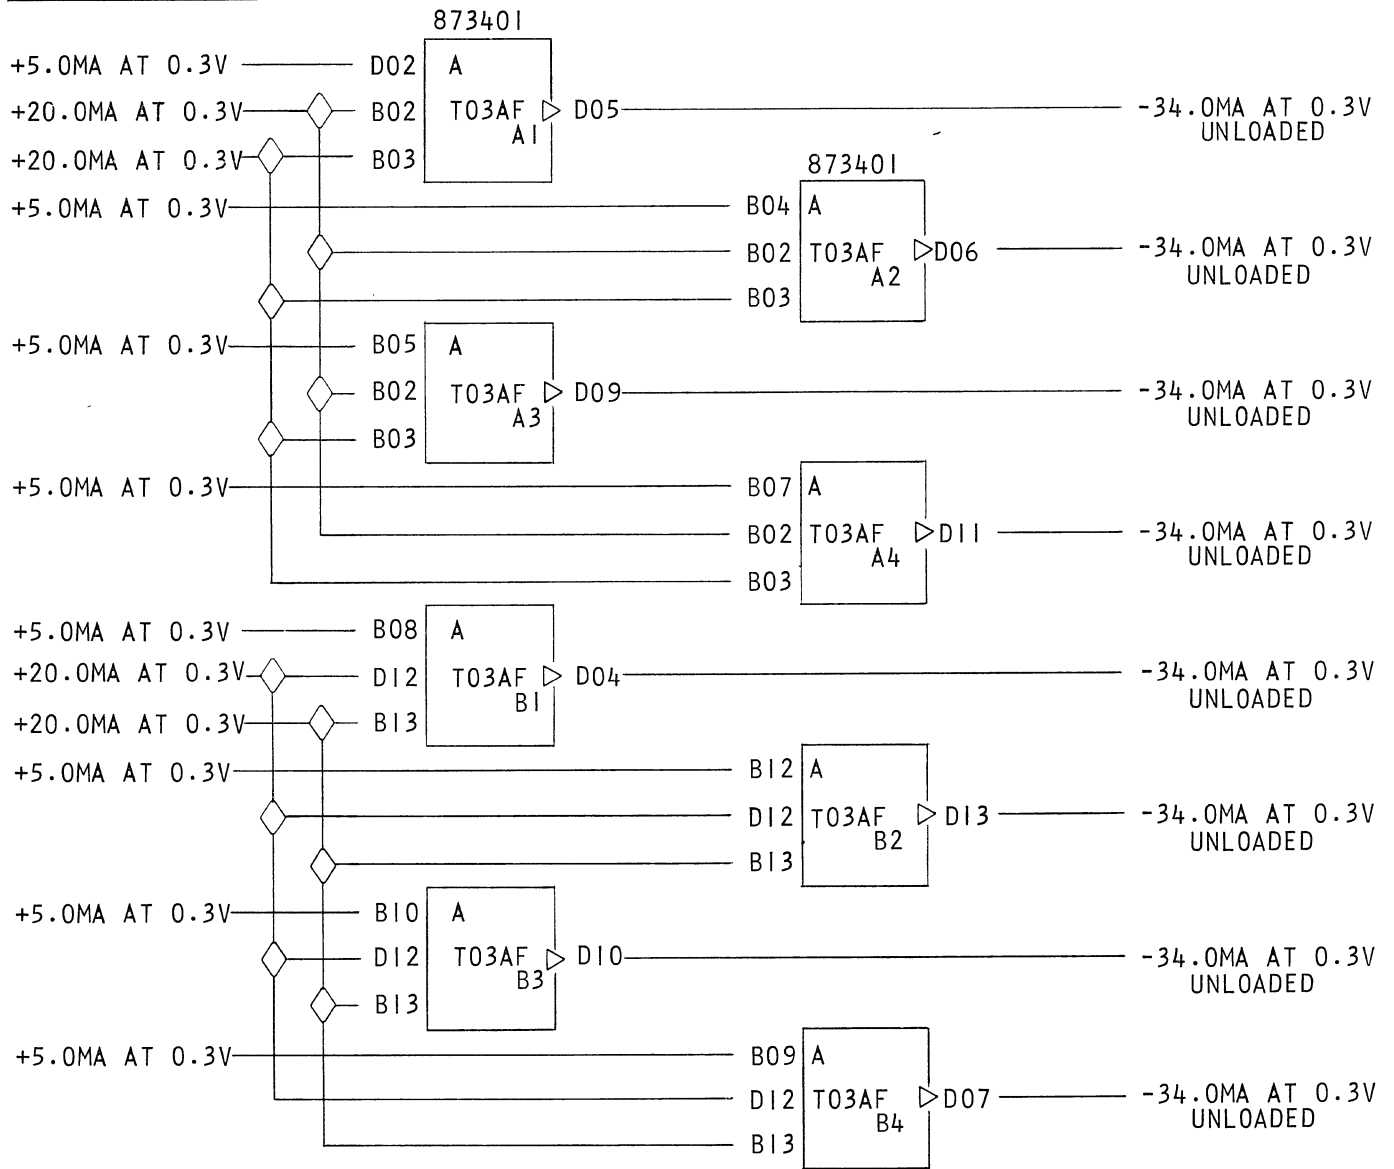 873401
+5.0MA AT 0.3V D02 A
+20.0MA AT 0.3V B02 T03AF D05 -34.0MA AT 0.3V
A1 UNLOADED
+20.0MA AT 0.3V B03
873401
+5.0MA AT 0.3V B04 A
B02 T03AF D06 -34.0MA AT 0.3V
A2 UNLOADED
B03
+5.0MA AT 0.3V B05 A
B02 T03AF D09 -34.0MA AT 0.3V
A3 UNLOADED
B03
+5.0MA AT 0.3V B07 A
B02 T03AF D11 -34.0MA AT 0.3V
A4 UNLOADED
B03
+5.0MA AT 0.3V B08 A
+20.0MA AT 0.3V D12 T03AF D04 -34.0MA AT 0.3V
B1 UNLOADED
+20.0MA AT 0.3V B13
+5.0MA AT 0.3V B12 A
D12 T03AF D13 -34.0MA AT 0.3V
B2 UNLOADED
B13
+5.0MA AT 0.3V B10 A
D12 T03AF D10 -34.0MA AT 0.3V
B3 UNLOADED
B13
+5.0MA AT 0.3V B09 A
D12 T03AF D07 -34.0MA AT 0.3V
B4 UNLOADED
B13